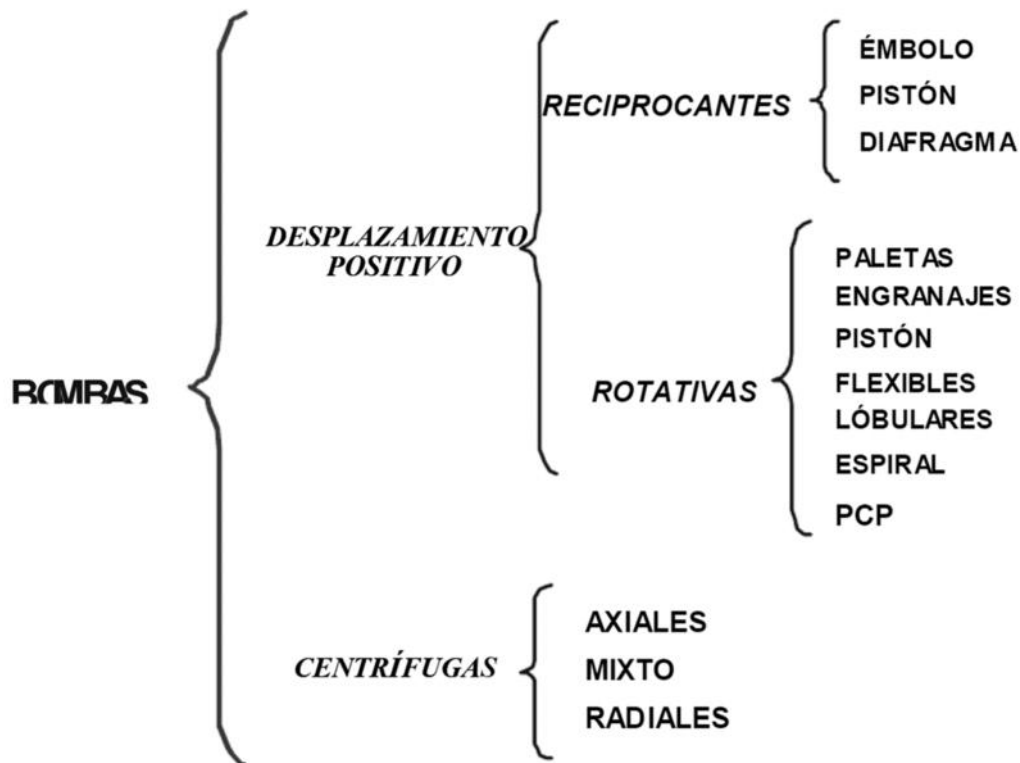 BOMBAS
DESPLAZAMIENTO
POSITIVO
RECIPROCANTES
ÉMBOLO
PISTÓN
DIAFRAGMA
ROTATIVAS
PALETAS
ENGRANAJES
PISTÓN
FLEXIBLES
LÓBULARES
ESPIRAL
PCP
CENTRÍFUGAS
AXIALES
MIXTO
RADIALES